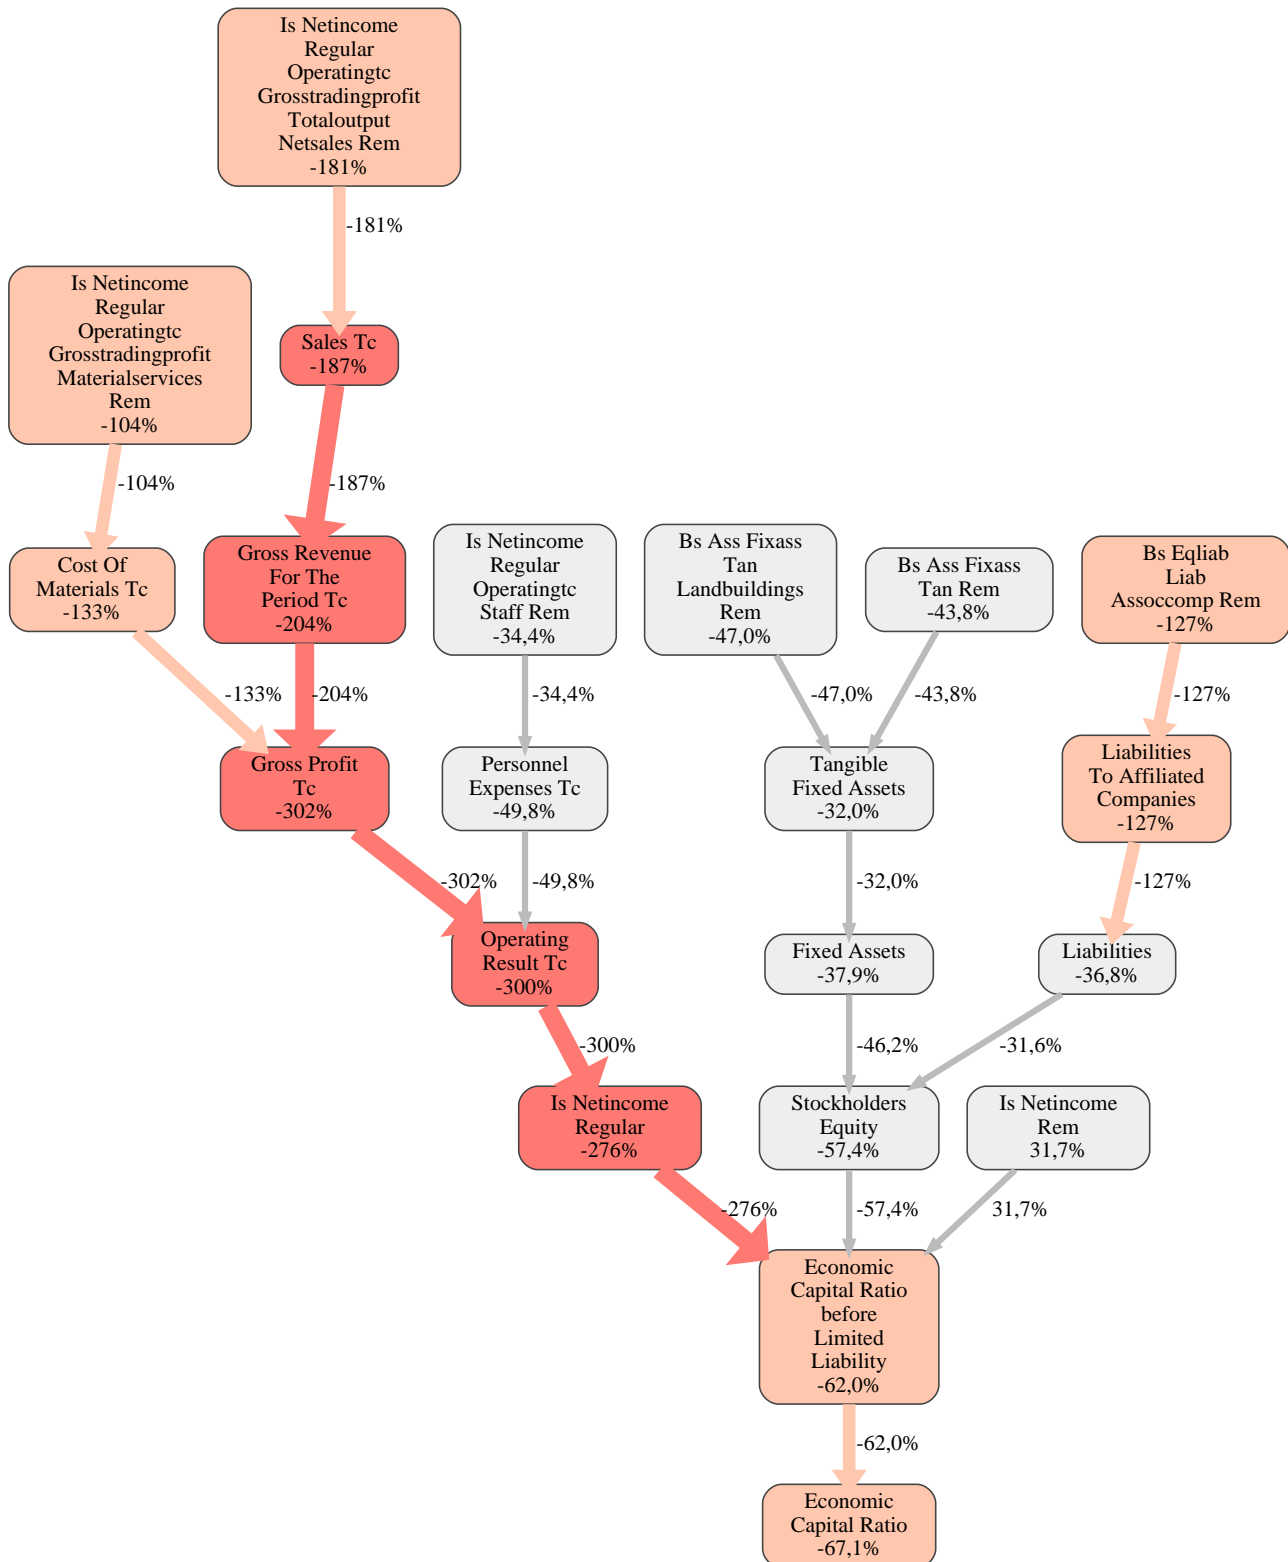 Is Netincome
Regular
Operatingtc
Grosstradingprofit
Totaloutput
Netsales Rem
-181%
-181%
Is Netincome
Regular
Operatingtc
Grosstradingprofit
Materialservices
Rem
-104%
Sales Tc
-187%
-104%
-187%
Cost Of
Materials Tc
-133%
Gross Revenue
For The
Period Tc
-204%
Is Netincome
Regular
Operatingtc
Staff Rem
-34,4%
Bs Ass Fixass
Tan
Landbuildings
Rem
-47,0%
Bs Ass Fixass
Tan Rem
-43,8%
Bs Eqliab
Liab
Assoccomp Rem
-127%
-133%
-204%
-34,4%
-47,0%
-43,8%
-127%
Gross Profit
Tc
-302%
Personnel
Expenses Tc
-49,8%
Tangible
Fixed Assets
-32,0%
Liabilities
To Affiliated
Companies
-127%
-302%
-49,8%
-32,0%
-127%
Operating
Result Tc
-300%
Fixed Assets
-37,9%
Liabilities
-36,8%
-300%
-46,2%
-31,6%
Is Netincome
Regular
-276%
Stockholders
Equity
-57,4%
Is Netincome
Rem
31,7%
-276%
-57,4%
31,7%
Economic
Capital Ratio
before
Limited
Liability
-62,0%
-62,0%
Economic
Capital Ratio
-67,1%